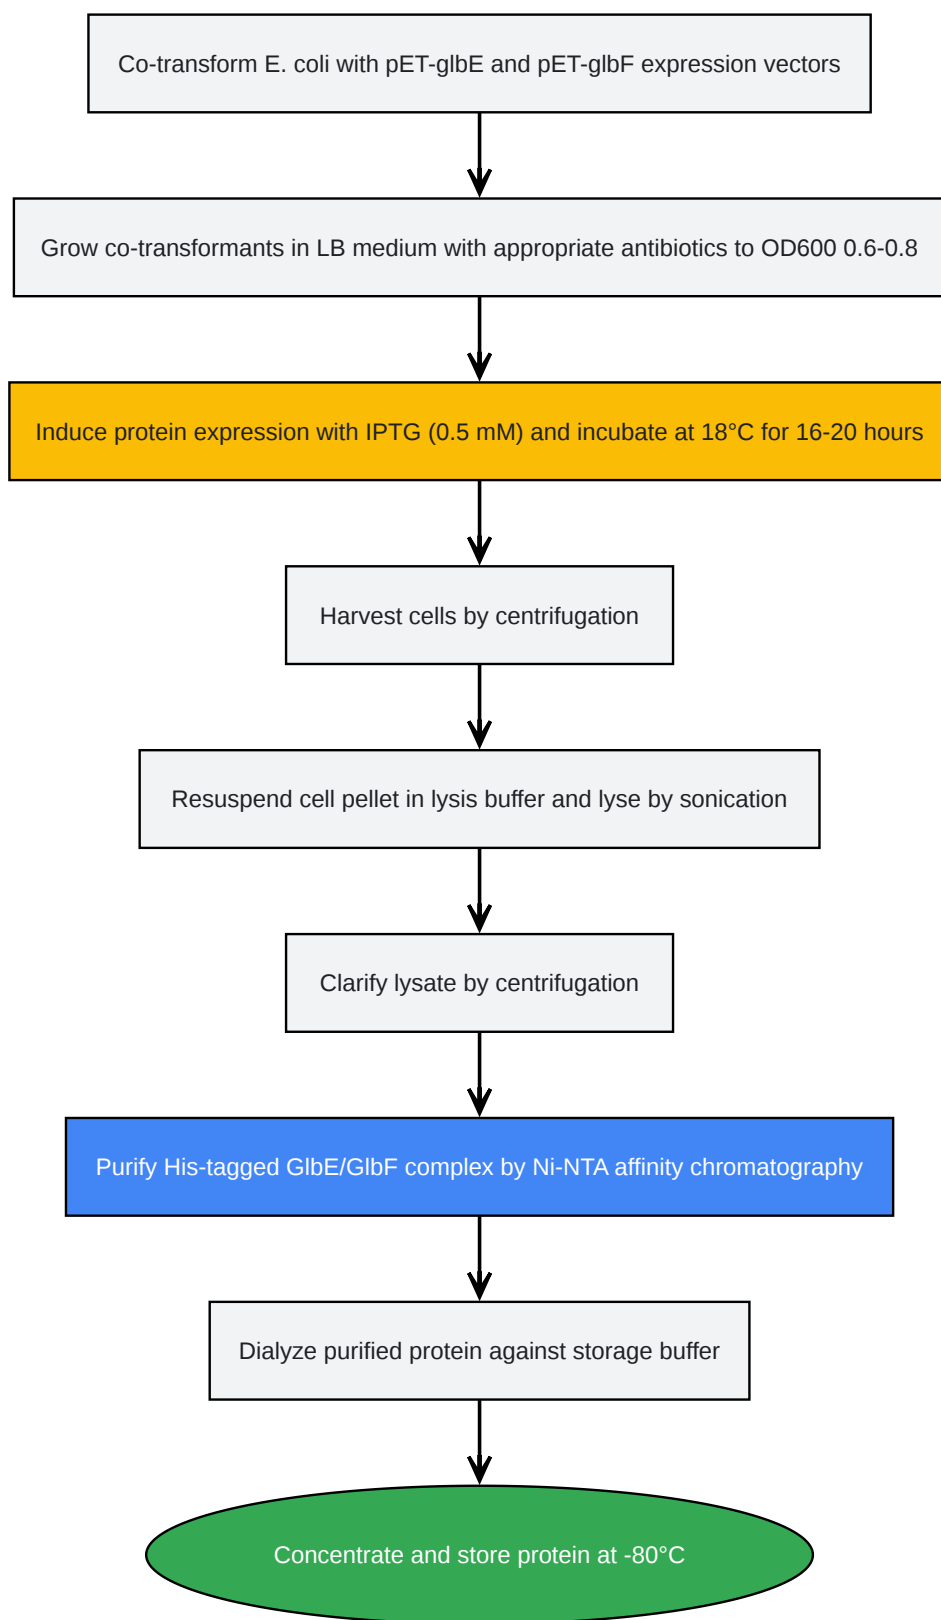 Co-transform E. coli with pET-glbE and pET-glbF expression vectors
Grow co-transformants in LB medium with appropriate antibiotics to OD600 0.6-0.8
Induce protein expression with IPTG (0.5 mM) and incubate at 18°C for 16-20 hours
Harvest cells by centrifugation
Resuspend cell pellet in lysis buffer and lyse by sonication
Clarify lysate by centrifugation
Purify His-tagged GlbE/GlbF complex by Ni-NTA affinity chromatography
Dialyze purified protein against storage buffer
Concentrate and store protein at -80°C